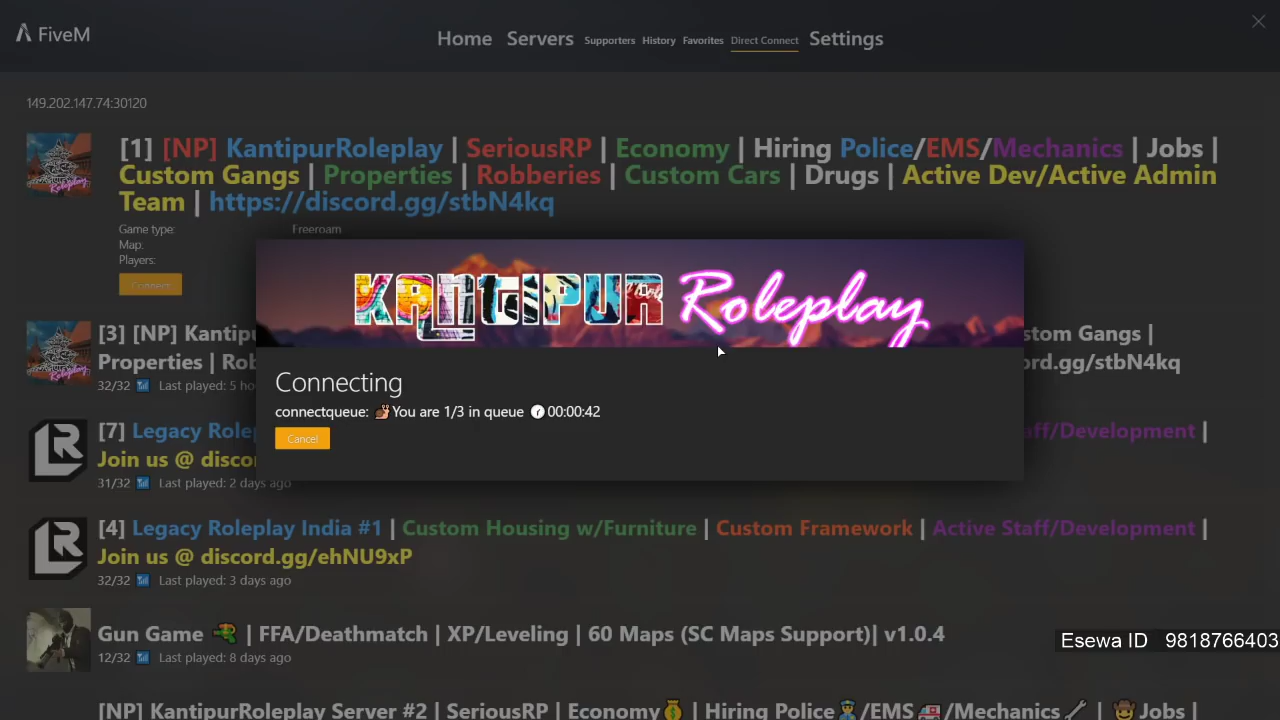 FiveM
Home Servers Supporters History Favorites Direct Connect Settings
149.202.147.74:30120
[1] [NP] KantipurRoleplay | SeriousRP | Economy | Hiring Police/EMS/Mechanics | Jobs |
Custom Gangs | Properties | Robberies | Custom Cars | Drugs | Active Dev/Active Admin
Team | https://discord.gg/stbN4kq
Game type: Freeroam
Map:
Players:
Connect
KANTIPUR Roleplay
Connecting
connectqueue: 🐌You are 1/3 in queue 🕐00:00:42
Cancel
[3] [NP] Kanti stom Gangs |
Properties | Rob ord.gg/stbN4kq
32/32 Last played: 5 ho
[7] Legacy Role aff/Development |
Join us @ disco
31/32 Last played: 2 days ago
[4] Legacy Roleplay India #1 | Custom Housing w/Furniture | Custom Framework | Active Staff/Development |
Join us @ discord.gg/ehNU9xP
32/32 Last played: 3 days ago
Gun Game 🔫 | FFA/Deathmatch | XP/Leveling | 60 Maps (SC Maps Support)| v1.0.4
12/32 Last played: 8 days ago
Esewa ID 9818766403
[NP] KantipurRoleplay Server #2 | SeriousRP | Economy💰 | Hiring Police👮/EMS🚑/Mechanics🔧 | 🤠Jobs |